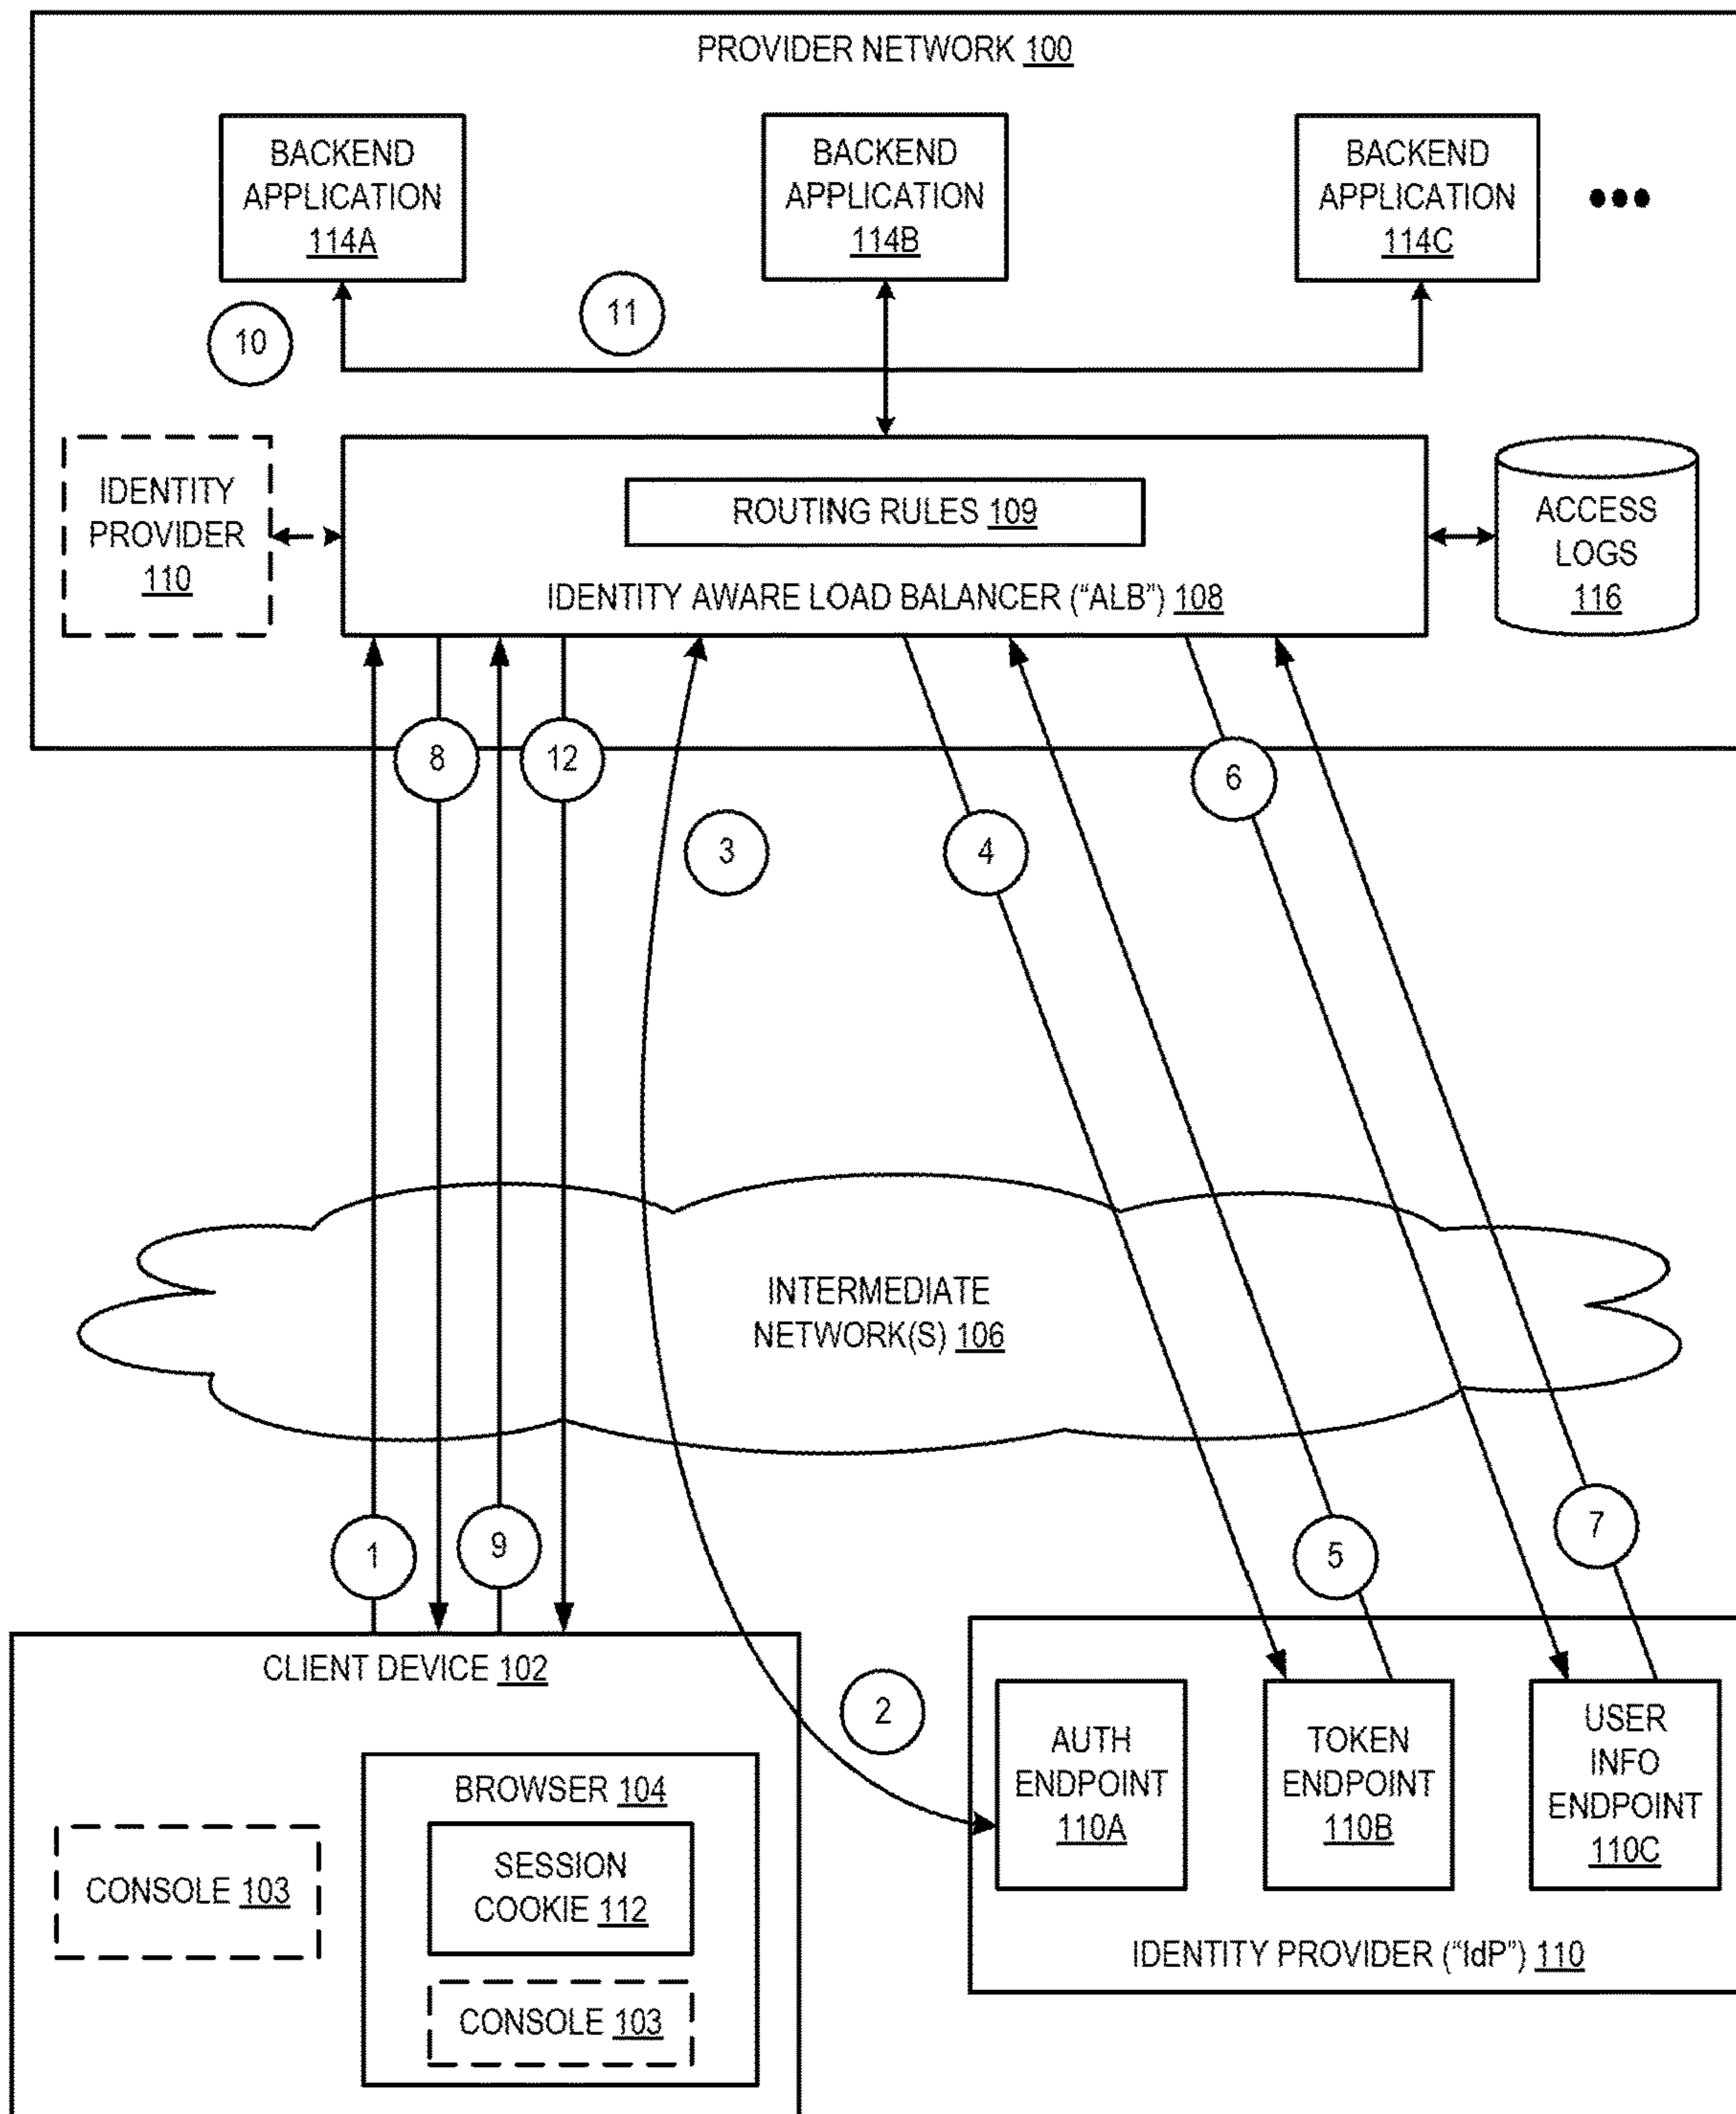 PROVIDER NETWORK 100
BACKEND
APPLICATION
114A
BACKEND
APPLICATION
114B
BACKEND
APPLICATION
114C
10
11
IDENTITY
PROVIDER
110
ROUTING RULES 109
IDENTITY AWARE LOAD BALANCER (“ALB”) 108
ACCESS
LOGS
116
8
12
6
3
4
INTERMEDIATE
NETWORK(S) 106
1
9
5
7
CLIENT DEVICE 102
2
BROWSER 104
SESSION
COOKIE 112
CONSOLE 103
CONSOLE 103
AUTH
ENDPOINT
110A
TOKEN
ENDPOINT
110B
USER
INFO
ENDPOINT
110C
IDENTITY PROVIDER (“IdP”) 110